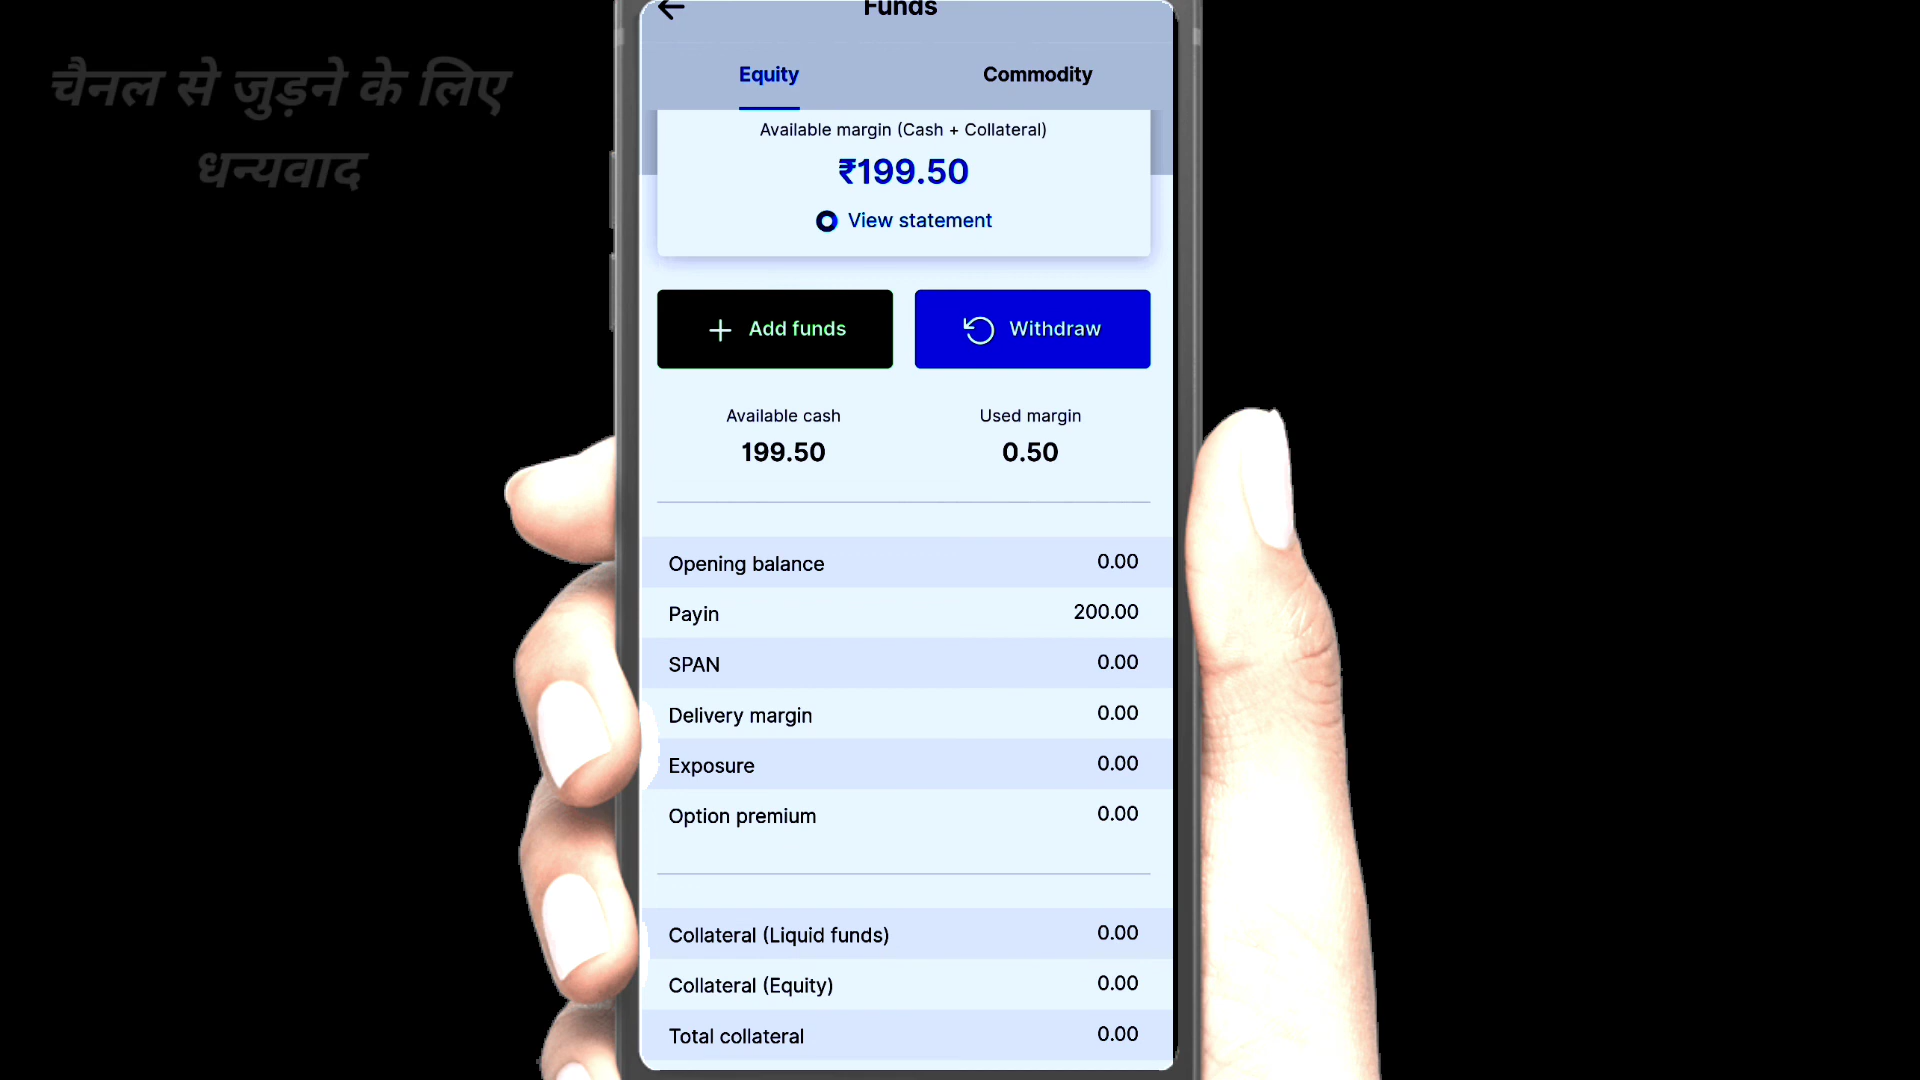 चैनल से जुड़ने के लिए
धन्यवाद
Funds
Equity
Commodity
Available margin (Cash + Collateral)
₹199.50
View statement
Add funds
Withdraw
Available cash
Used margin
199.50
0.50
Opening balance 0.00
Payin 200.00
SPAN 0.00
Delivery margin 0.00
Exposure 0.00
Option premium 0.00
Collateral (Liquid funds) 0.00
Collateral (Equity) 0.00
Total collateral 0.00